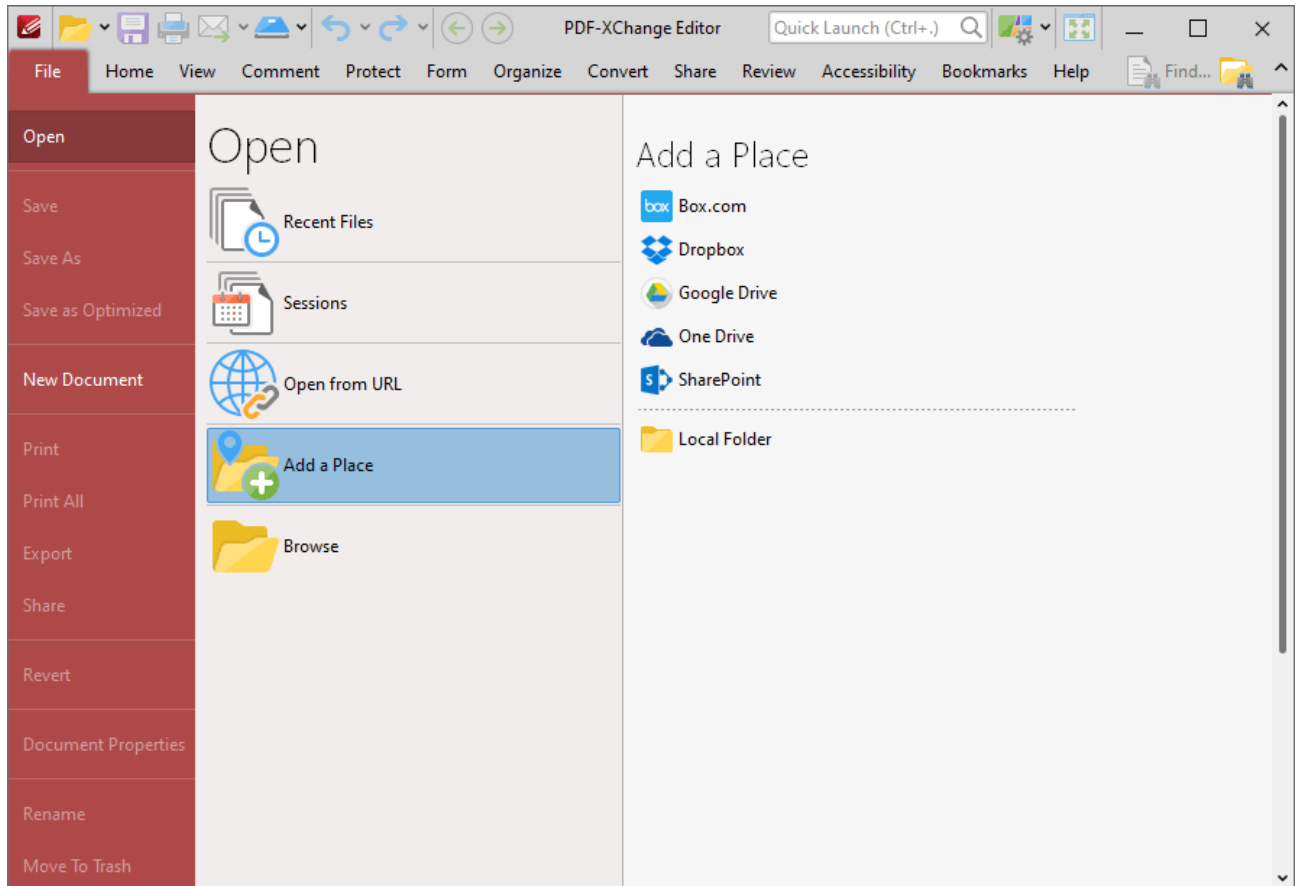 PDF-XChange Editor
Quick Launch (Ctrl+.)
File Home View Comment Protect Form Organize Convert Share Review Accessibility Bookmarks Help Find...
Open
Save
Save As
Save as Optimized
New Document
Print
Print All
Export
Share
Revert
Document Properties
Rename
Move To Trash
Open
Recent Files
Sessions
Open from URL
Add a Place
Browse
Add a Place
box Box.com
Dropbox
Google Drive
One Drive
S SharePoint
Local Folder